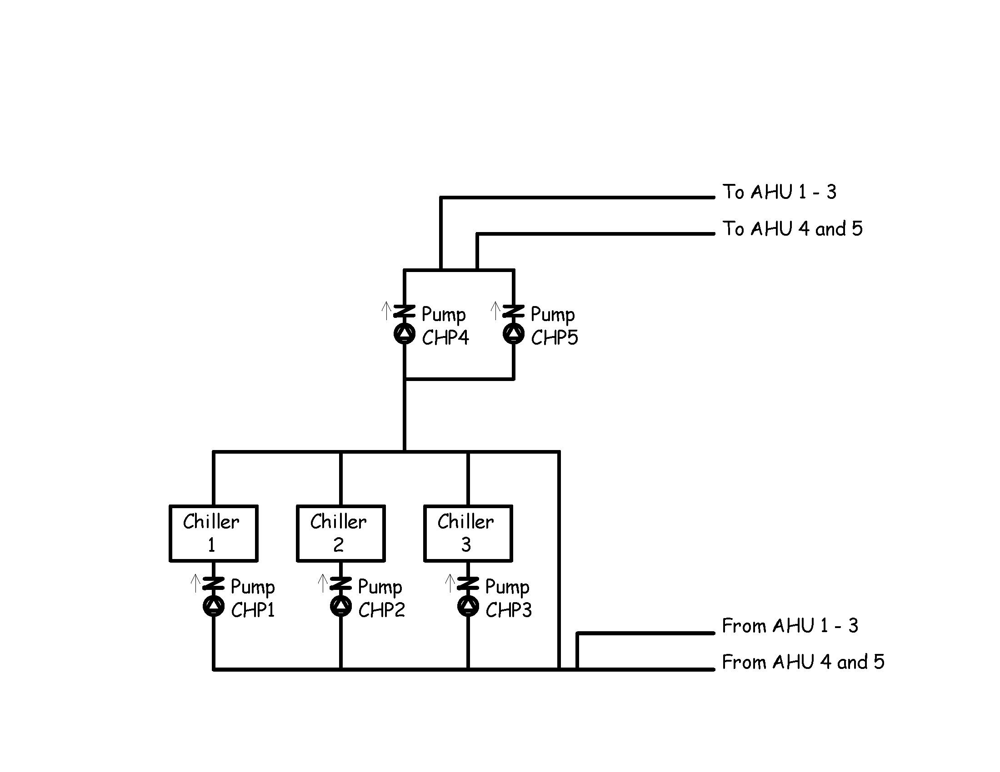 To AHU 1 - 3
To AHU 4 and 5
Pump
CHP4
Pump
CHP5
Chiller
1
Chiller
2
Chiller
3
Pump
CHP1
Pump
CHP2
Pump
CHP3
From AHU 1 - 3
From AHU 4 and 5